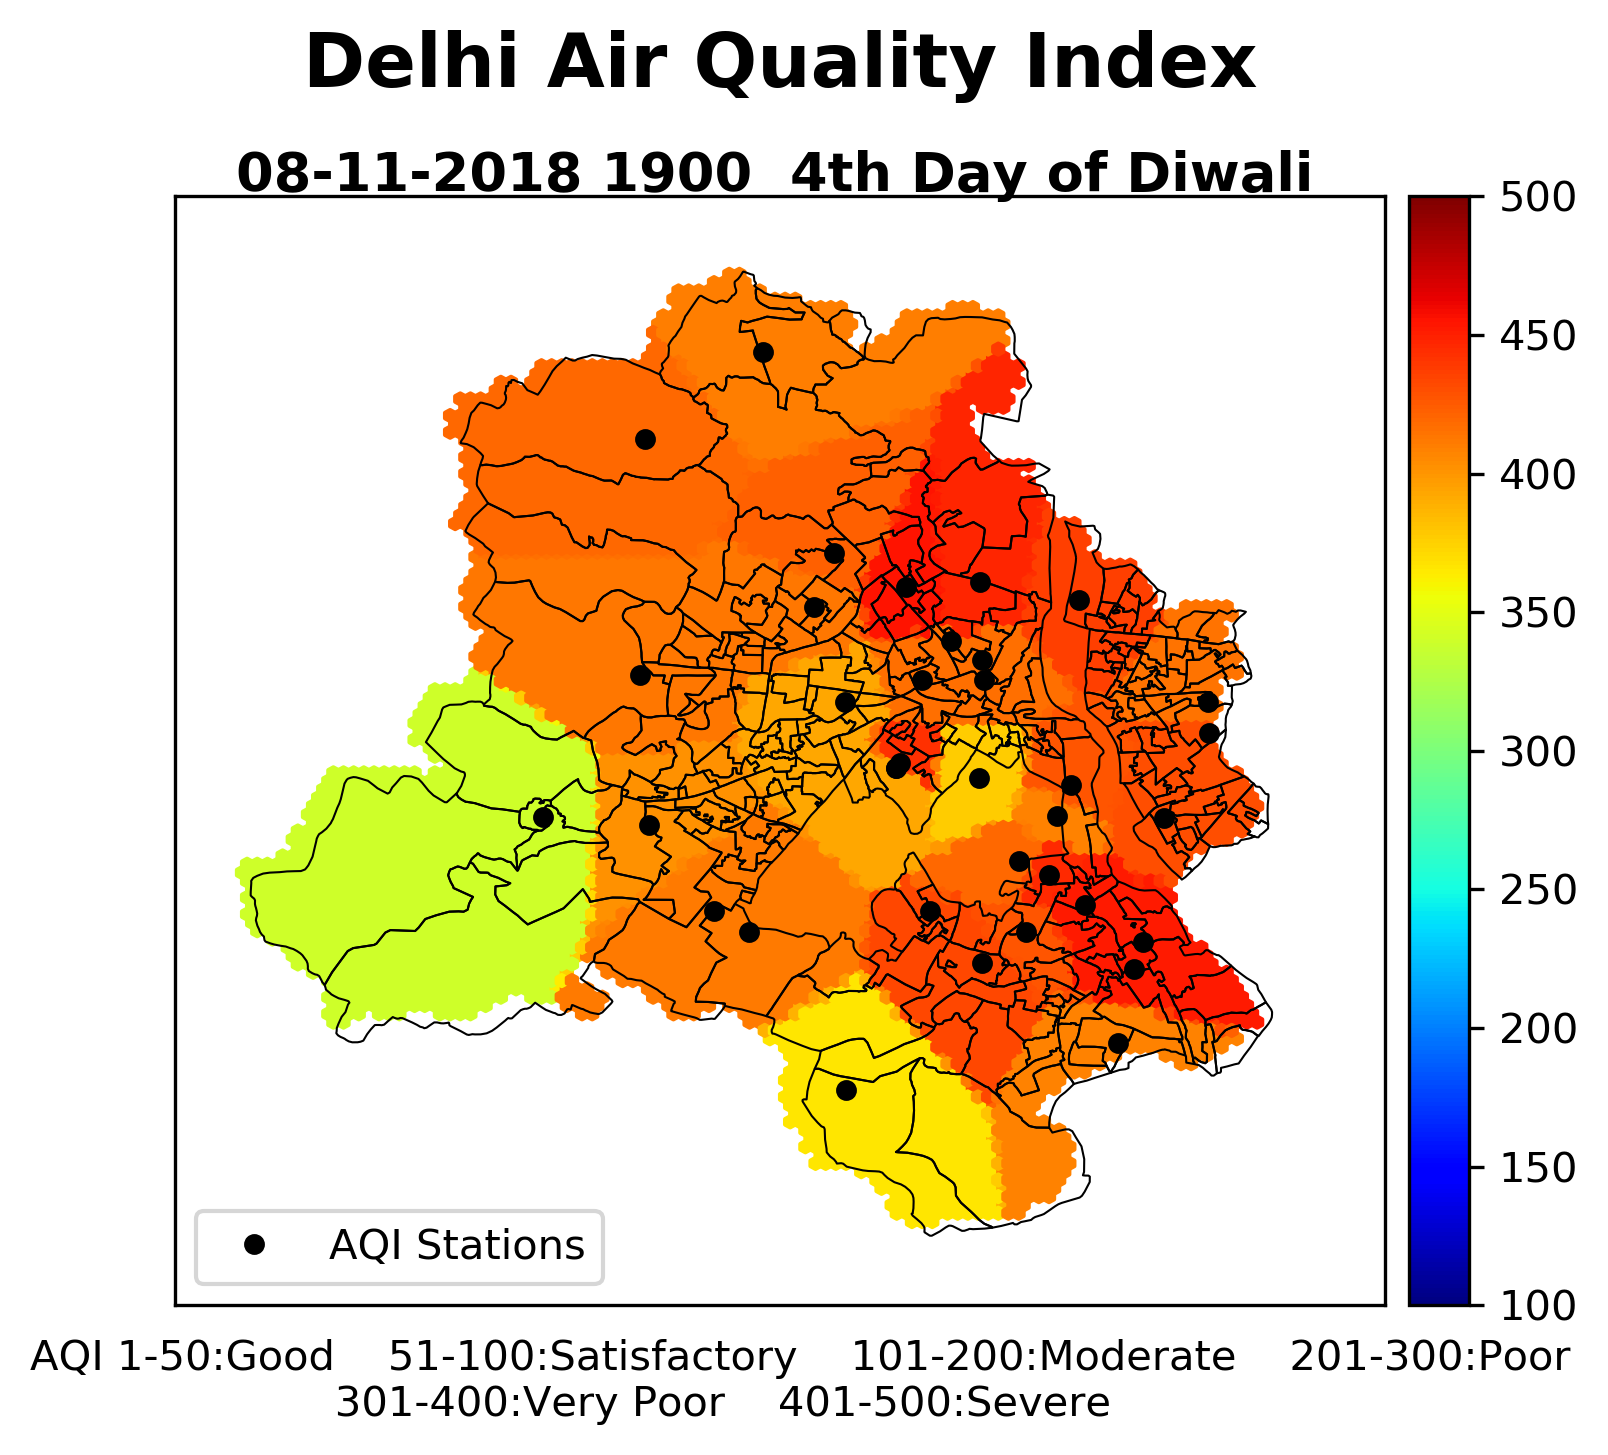 Delhi Air Quality Index
08-11-2018 1900  4th Day of Diwali
500
450
400
350
300
250
200
150
100
AQI Stations
AQI 1-50:Good    51-100:Satisfactory    101-200:Moderate    201-300:Poor
301-400:Very Poor    401-500:Severe